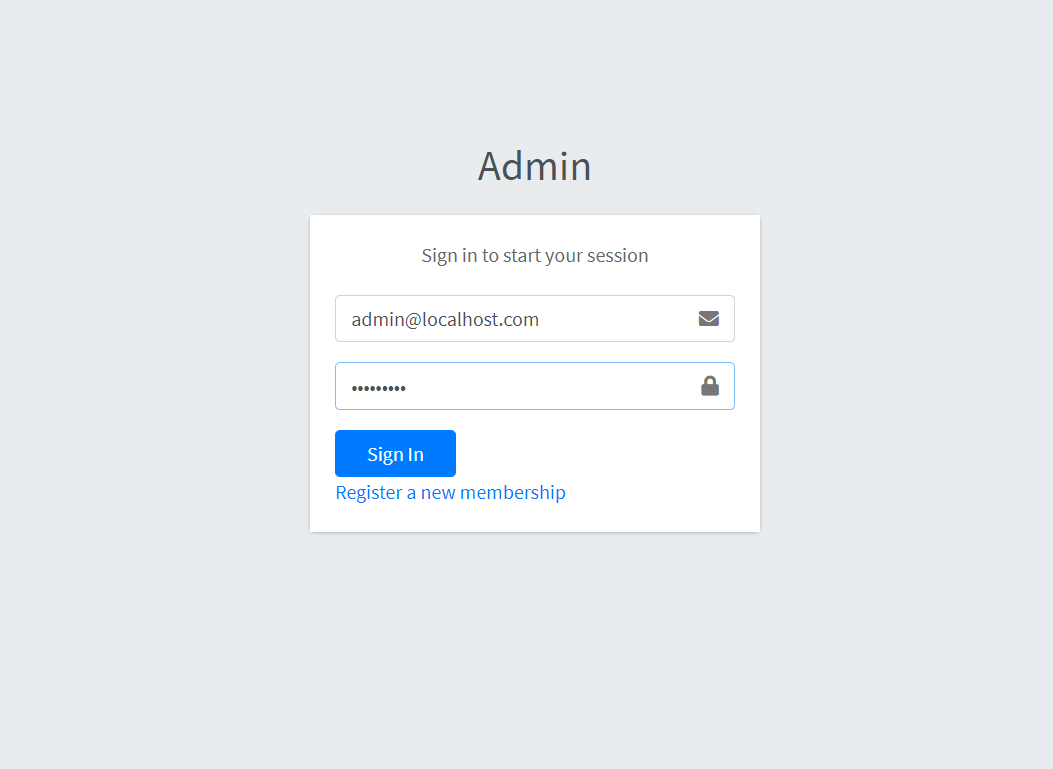 Admin
Sign in to start your session
admin@localhost.com
•••••••••
Sign In
Register a new membership